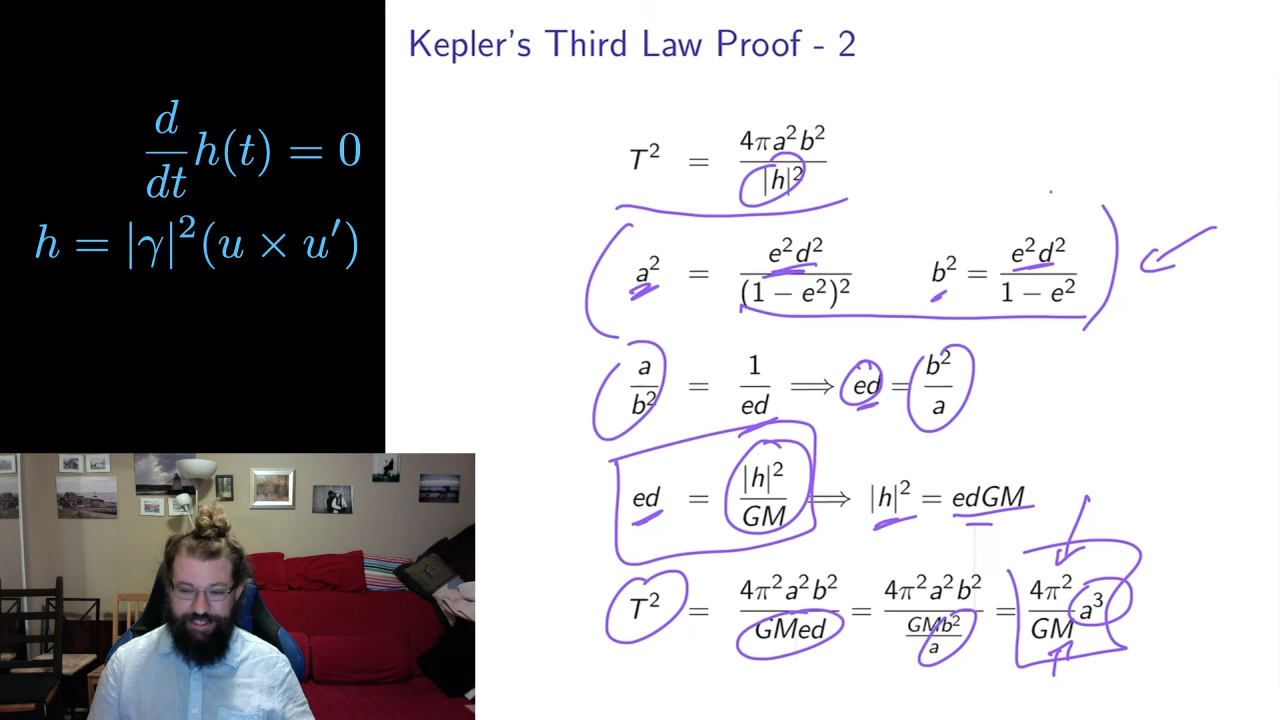 Kepler's Third Law Proof - 2
d/dt h(t) = 0
h = |γ|²(u × u′)
T² = 4πa²b²/|h|²
a² = e²d²/(1 − e²)² b² = e²d²/1 − e²
a/b² = 1/ed ⟹ ed = b²/a
ed = |h|²/GM ⟹ |h|² = edGM
T² = 4π²a²b²/GMed = 4π²a²b²/(GMb²/a) = 4π²/GM a³